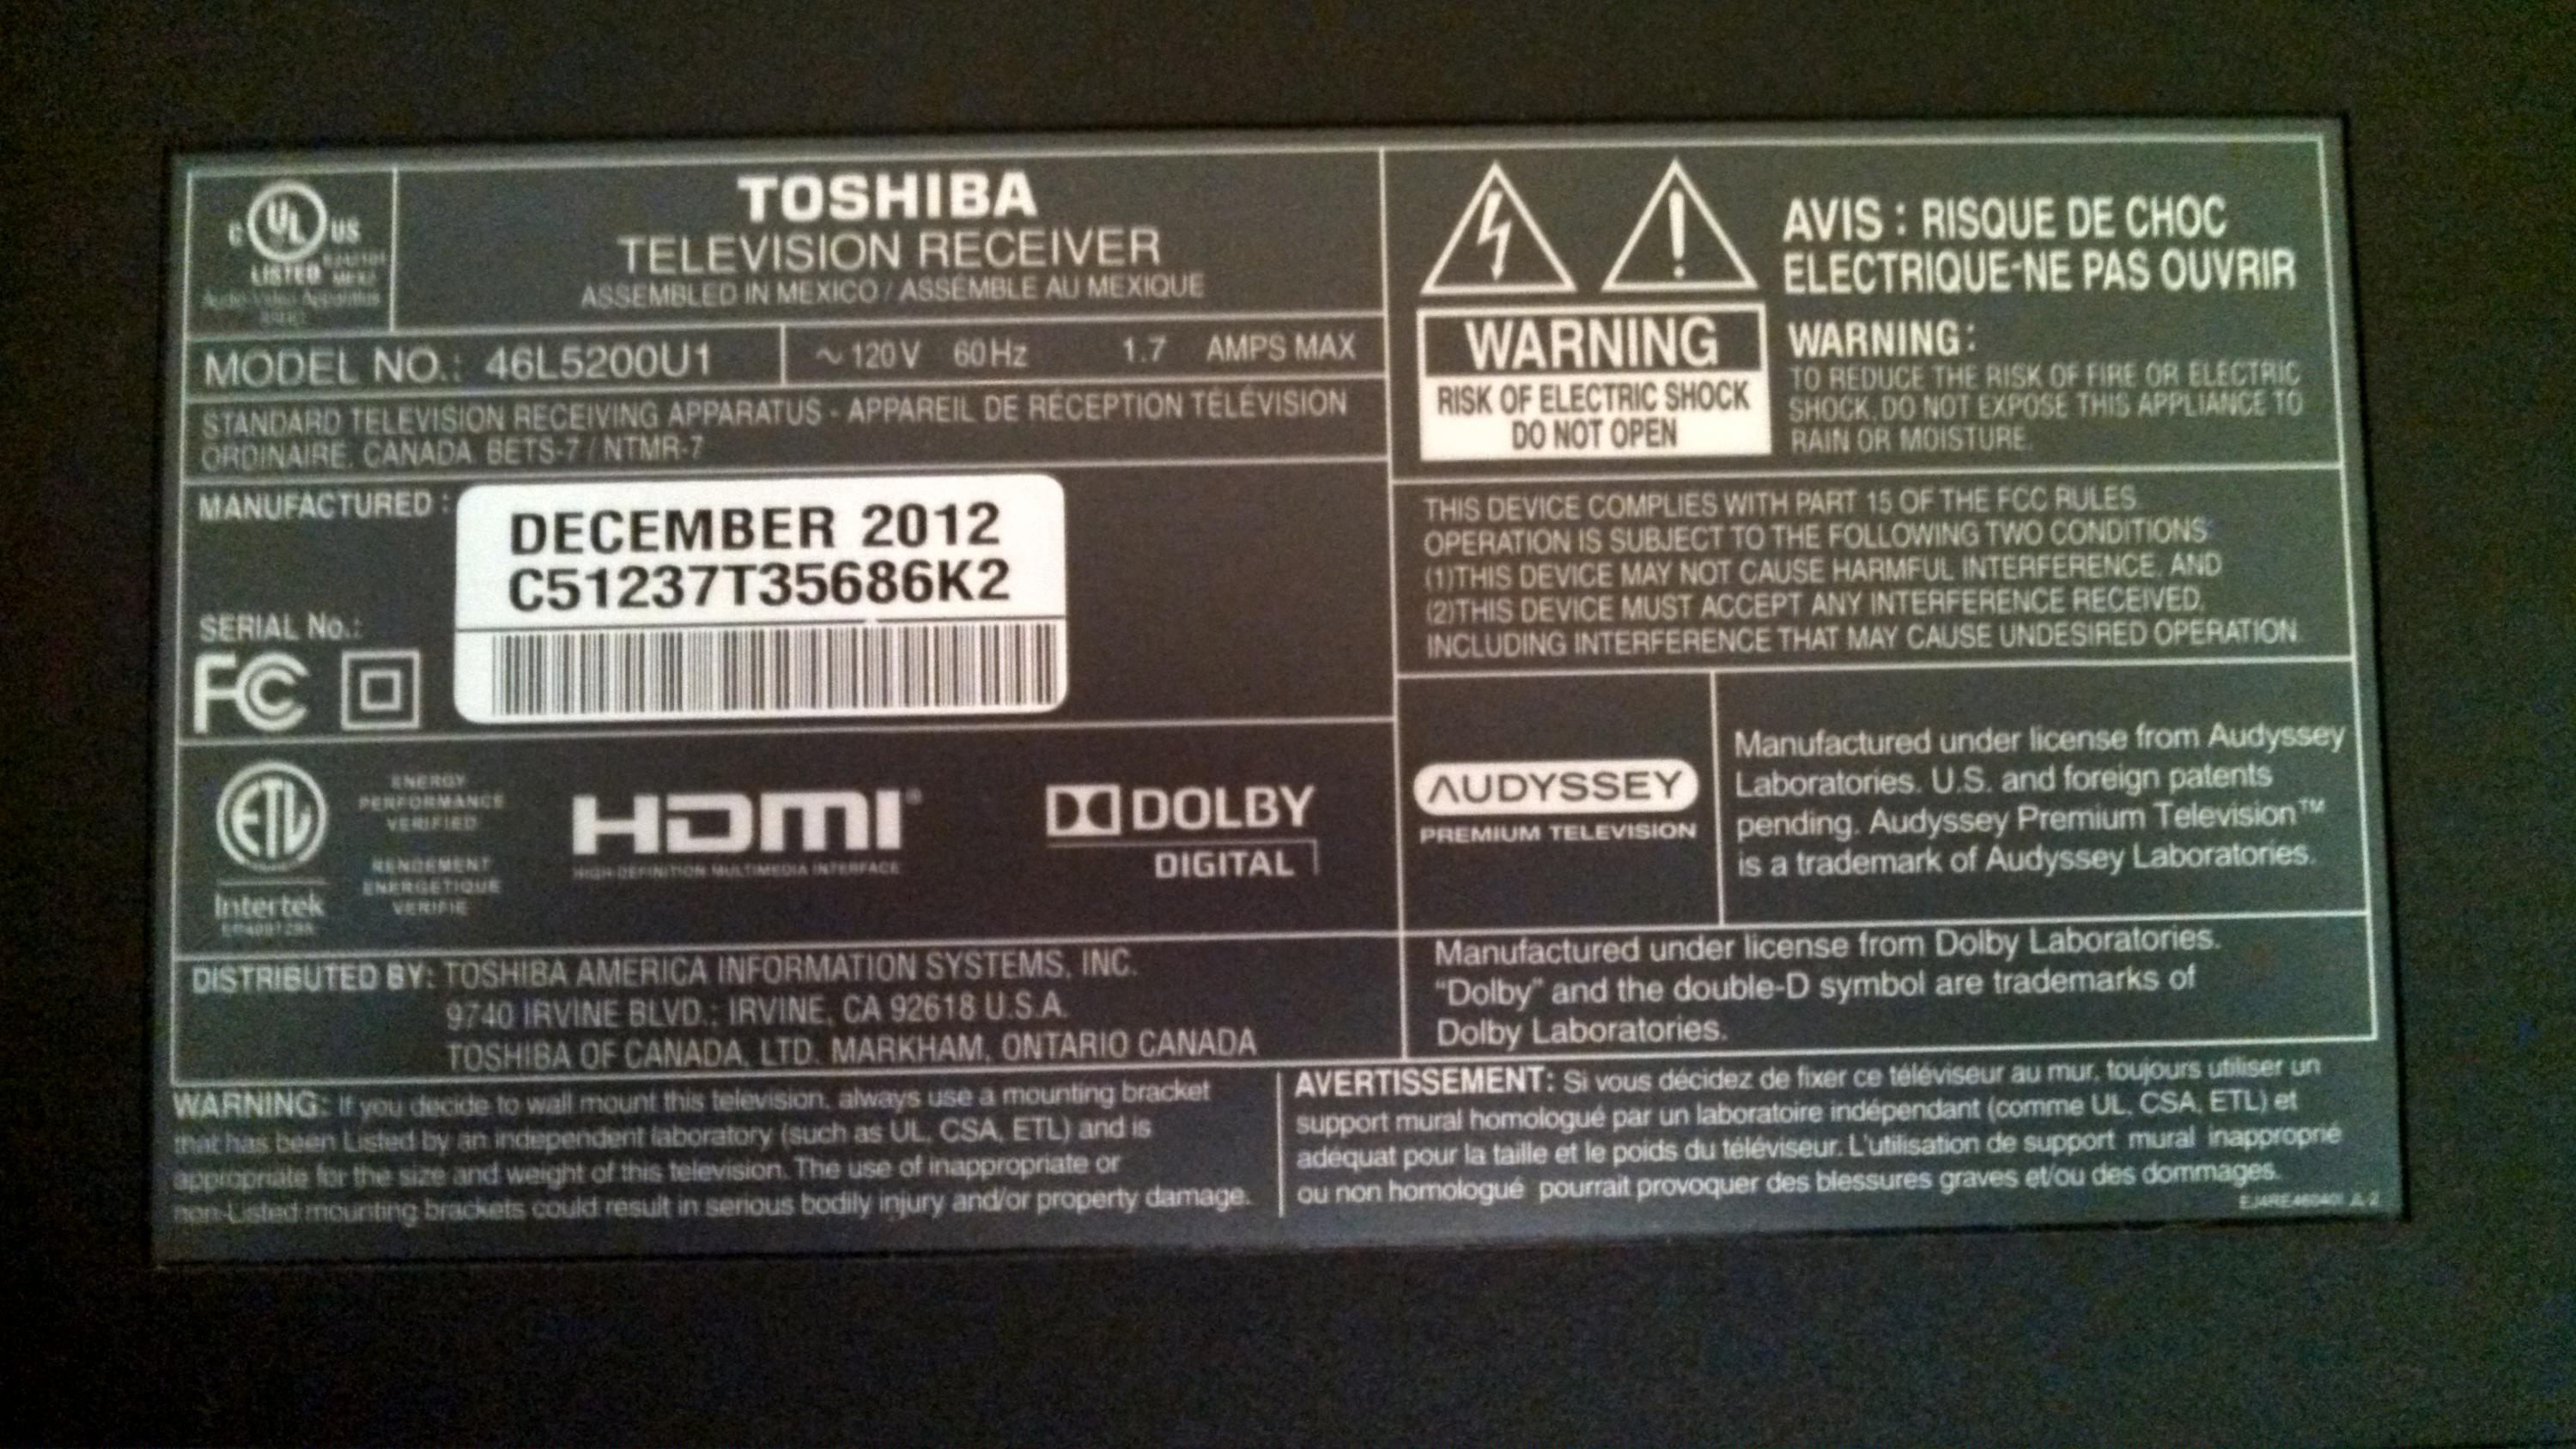 C UL US
LISTED
Audio-Video Apparatus
TOSHIBA
TELEVISION RECEIVER
ASSEMBLED IN MEXICO / ASSEMBLÉ AU MEXIQUE
MODEL NO.: 46L5200U1
~120V 60Hz 1.7 AMPS MAX
STANDARD TELEVISION RECEIVING APPARATUS - APPAREIL DE RÉCEPTION TÉLÉVISION
ORDINAIRE, CANADA BETS-7 / NTMR-7
MANUFACTURED :
DECEMBER 2012
C51237T35686K2
SERIAL No.:
FC
ETL
Intertek
ENERGY
PERFORMANCE
VERIFIED
RENDEMENT
ENERGETIQUE
VERIFIE
HDMI®
HIGH-DEFINITION MULTIMEDIA INTERFACE
DOLBY
DIGITAL
DISTRIBUTED BY: TOSHIBA AMERICA INFORMATION SYSTEMS, INC.
9740 IRVINE BLVD.; IRVINE, CA 92618 U.S.A.
TOSHIBA OF CANADA, LTD. MARKHAM, ONTARIO CANADA
WARNING: If you decide to wall mount this television, always use a mounting bracket
that has been Listed by an independent laboratory (such as UL, CSA, ETL) and is
appropriate for the size and weight of this television. The use of inappropriate or
non-Listed mounting brackets could result in serious bodily injury and/or property damage.
WARNING
RISK OF ELECTRIC SHOCK
DO NOT OPEN
AVIS : RISQUE DE CHOC
ELECTRIQUE-NE PAS OUVRIR
WARNING:
TO REDUCE THE RISK OF FIRE OR ELECTRIC
SHOCK, DO NOT EXPOSE THIS APPLIANCE TO
RAIN OR MOISTURE.
THIS DEVICE COMPLIES WITH PART 15 OF THE FCC RULES
OPERATION IS SUBJECT TO THE FOLLOWING TWO CONDITIONS:
(1)THIS DEVICE MAY NOT CAUSE HARMFUL INTERFERENCE, AND
(2)THIS DEVICE MUST ACCEPT ANY INTERFERENCE RECEIVED,
INCLUDING INTERFERENCE THAT MAY CAUSE UNDESIRED OPERATION.
AUDYSSEY
PREMIUM TELEVISION
Manufactured under license from Audyssey
Laboratories. U.S. and foreign patents
pending. Audyssey Premium Television™
is a trademark of Audyssey Laboratories.
Manufactured under license from Dolby Laboratories.
"Dolby" and the double-D symbol are trademarks of
Dolby Laboratories.
AVERTISSEMENT: Si vous décidez de fixer ce téléviseur au mur, toujours utiliser un
support mural homologué par un laboratoire indépendant (comme UL, CSA, ETL) et
adéquat pour la taille et le poids du téléviseur. L'utilisation de support mural inapproprié
ou non homologué pourrait provoquer des blessures graves et/ou des dommages.